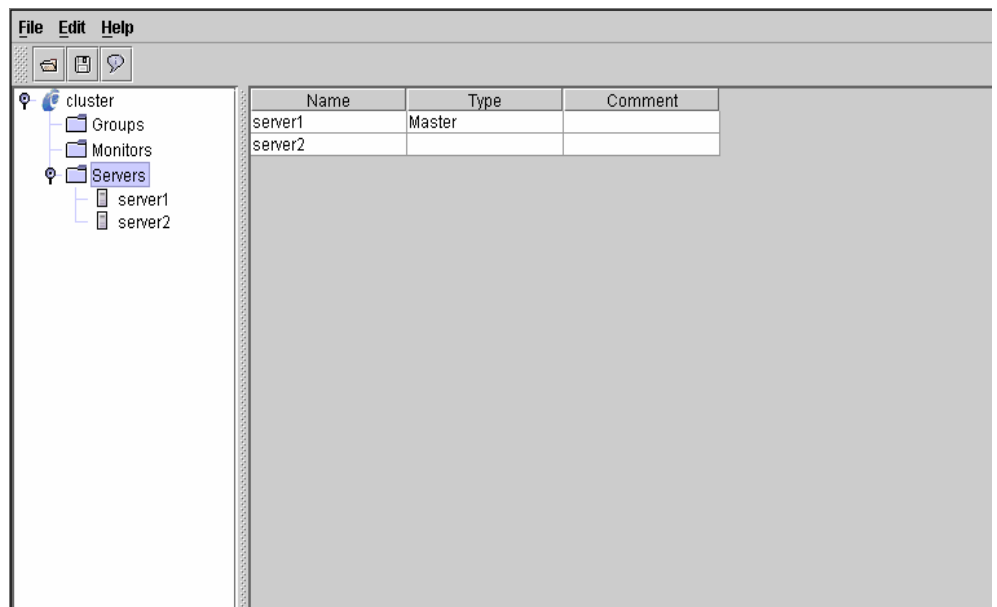 File Edit Help
cluster
Groups
Monitors
Servers
server1
server2
Name Type Comment
server1 Master
server2